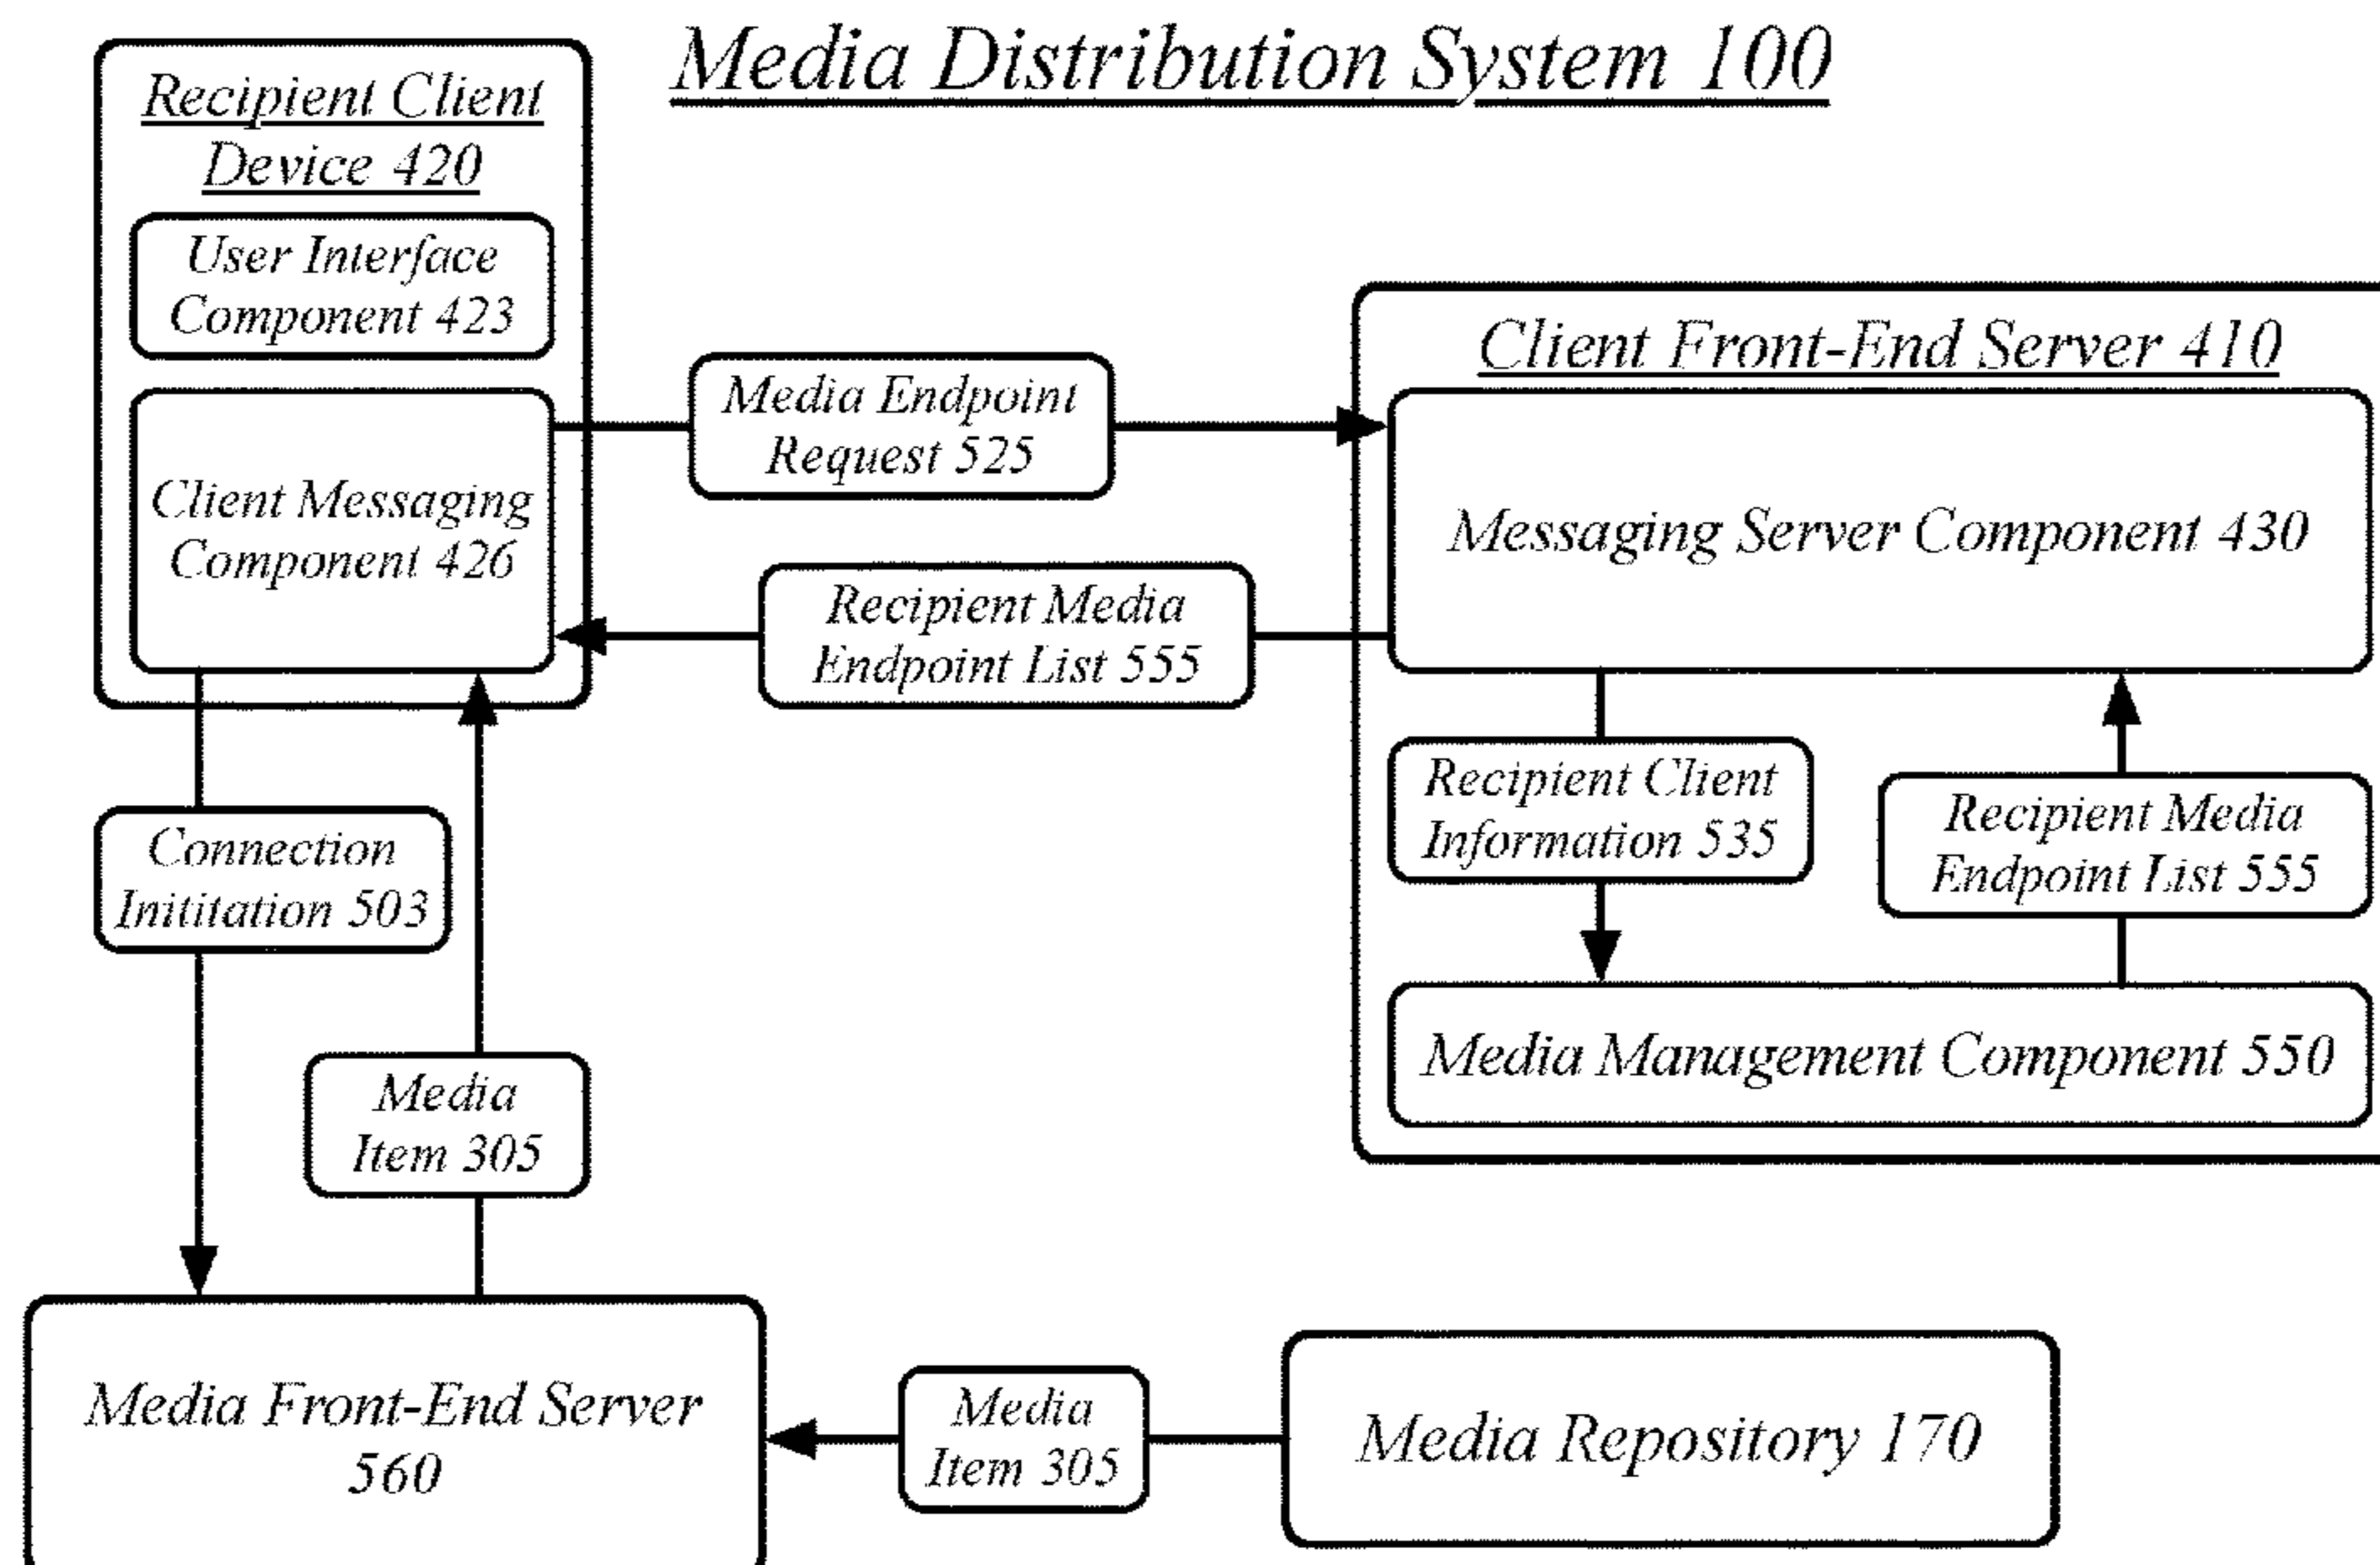 Media Distribution System 100
Recipient Client
Device 420
User Interface
Component 423
Client Messaging
Component 426
Media Endpoint
Request 525
Recipient Media
Endpoint List 555
Client Front-End Server 410
Messaging Server Component 430
Recipient Client
Information 535
Recipient Media
Endpoint List 555
Media Management Component 550
Connection
Inititation 503
Media
Item 305
Media Front-End Server
560
Media
Item 305
Media Repository 170